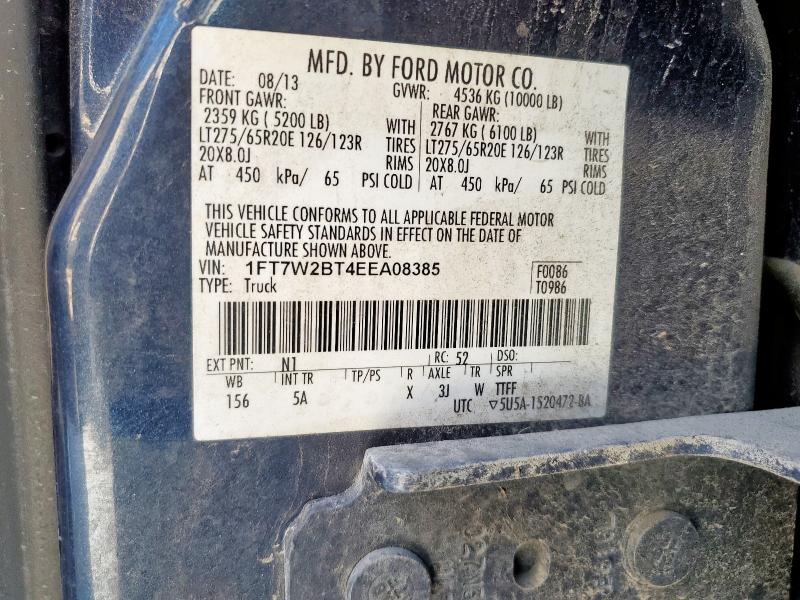 MFD. BY FORD MOTOR CO.
DATE: 08/13 GVWR: 4536 KG (10000 LB)
FRONT GAWR: REAR GAWR:
2359 KG ( 5200 LB) WITH 2767 KG ( 6100 LB) WITH
LT275/65R20E 126/123R TIRES LT275/65R20E 126/123R TIRES
20X8.0J RIMS 20X8.0J RIMS
AT 450 kPa/ 65 PSI COLD AT 450 kPa/ 65 PSI COLD
THIS VEHICLE CONFORMS TO ALL APPLICABLE FEDERAL MOTOR
VEHICLE SAFETY STANDARDS IN EFFECT ON THE DATE OF
MANUFACTURE SHOWN ABOVE.
VIN: 1FT7W2BT4EEA08385 F0086
TYPE: Truck T0986
EXT PNT: N1 RC: 52 DSO:
WB INT TR TP/PS R AXLE TR SPR
156 5A X 3J W TTFF
UTC ▽5U5A-1520472-BA